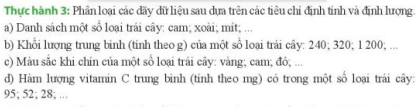 Thực hành 3: Phân loại các dãy dữ liệu sau dựa trên các tiêu chí định tính và định lượng.
a) Danh sách một số loại trái cây: cam; xoài; mít; ...
b) Khối lượng trung bình (tính theo g) của một số loại trái cây: 240; 320; 1 200; ...
c) Màu sắc khi chín của một số loại trái cây: vàng; cam; đỏ; ...
d) Hàm lượng vitamin C trung bình (tính theo mg) có trong một số loại trái cây:
95; 52; 28; ...